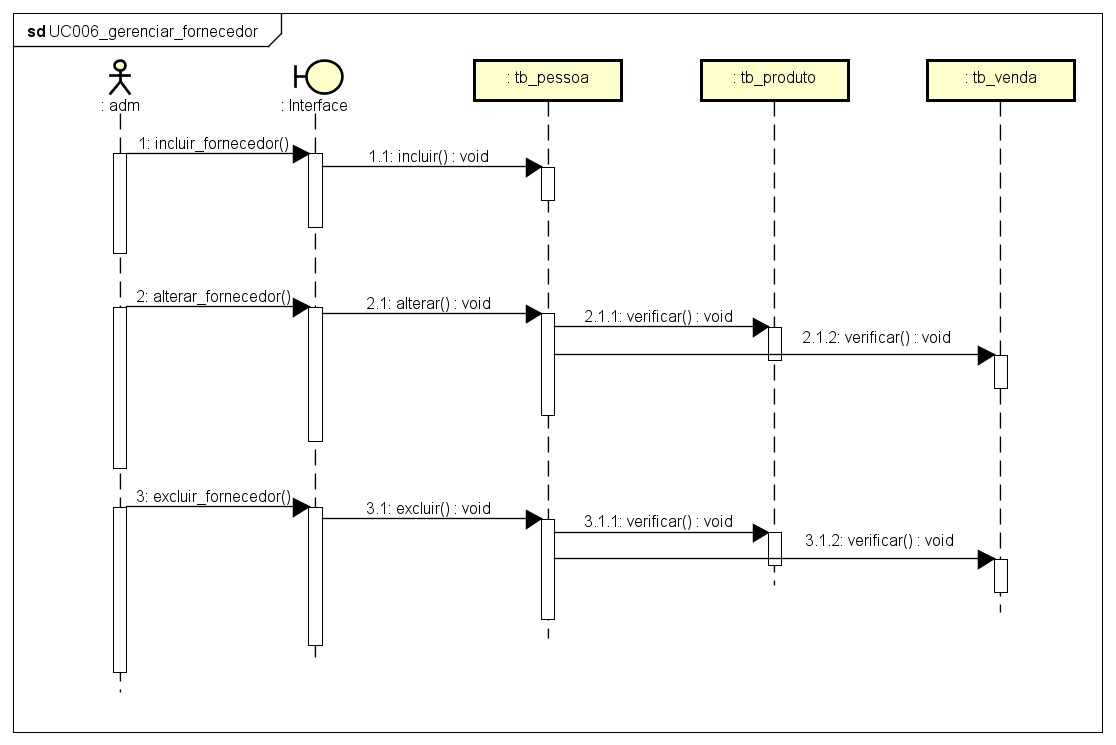 sd UC006_gerenciar_fornecedor
: adm
: Interface
: tb_pessoa
: tb_produto
: tb_venda
1: incluir_fornecedor()
1.1: incluir() : void
2: alterar_fornecedor()
2.1: alterar() : void
2.1.1: verificar() : void
2.1.2: verificar() : void
3: excluir_fornecedor()
3.1: excluir() : void
3.1.1: verificar() : void
3.1.2: verificar() : void